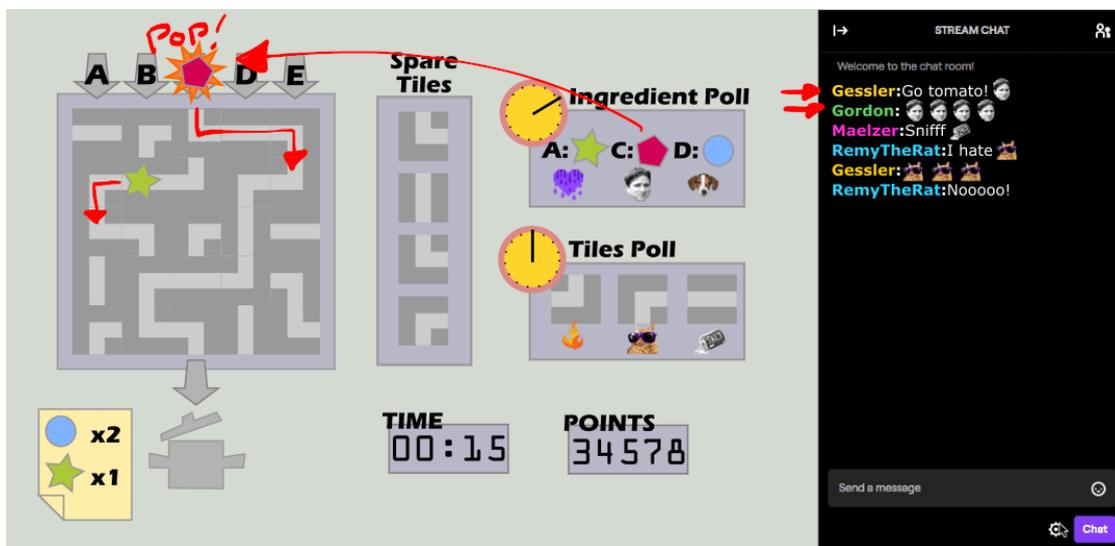 POP!
A B D E
Spare
Tiles
Ingredient Poll
A: C: D:
Tiles Poll
TIME
00:15
POINTS
34578
x2
x1
STREAM CHAT
Welcome to the chat room!
Gessler:Go tomato!
Gordon:
Maelzer:Snifff
RemyTheRat:I hate
Gessler:
RemyTheRat:Nooooo!
Send a message
Chat